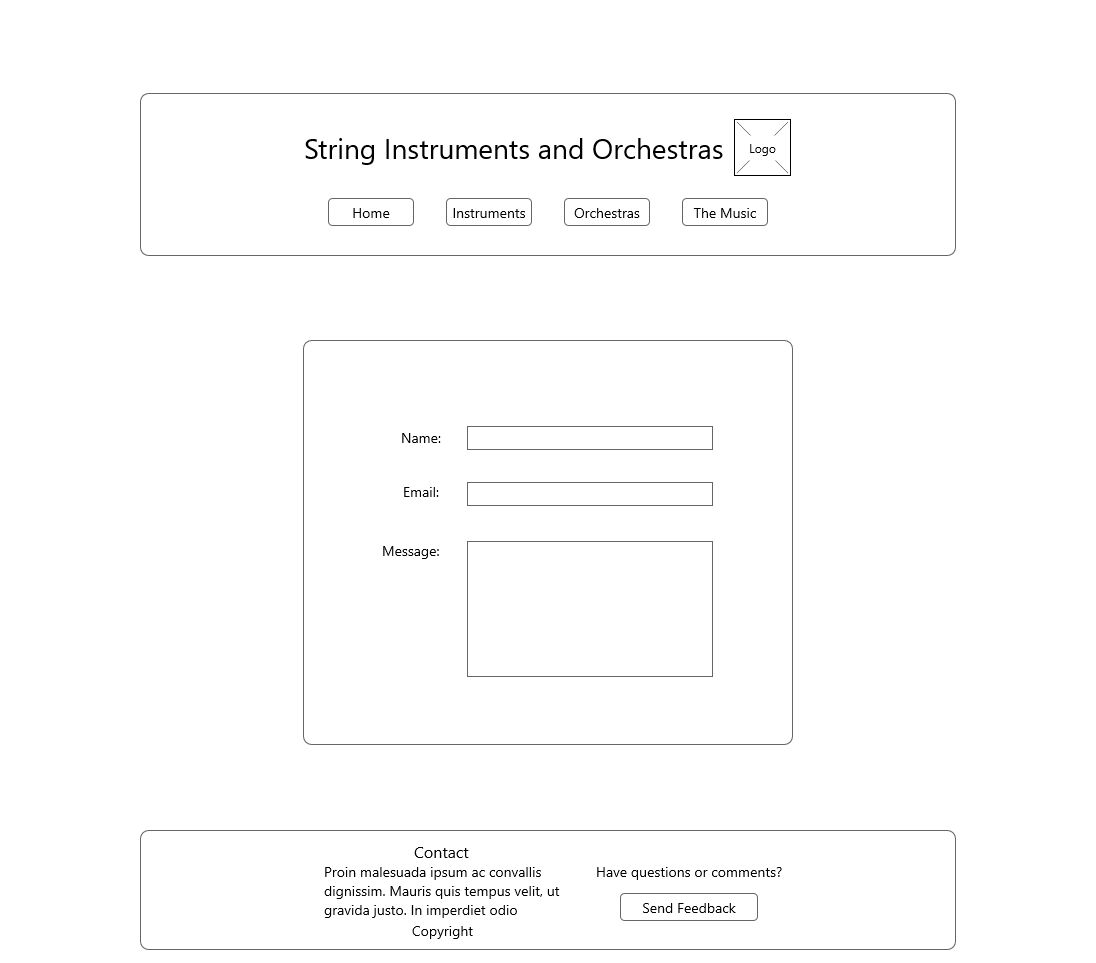 String Instruments and Orchestras
Logo
Home
Instruments
Orchestras
The Music
Name:
Email:
Message:
Contact
Proin malesuada ipsum ac convallis
dignissim. Mauris quis tempus velit, ut
gravida justo. In imperdiet odio
Copyright
Have questions or comments?
Send Feedback